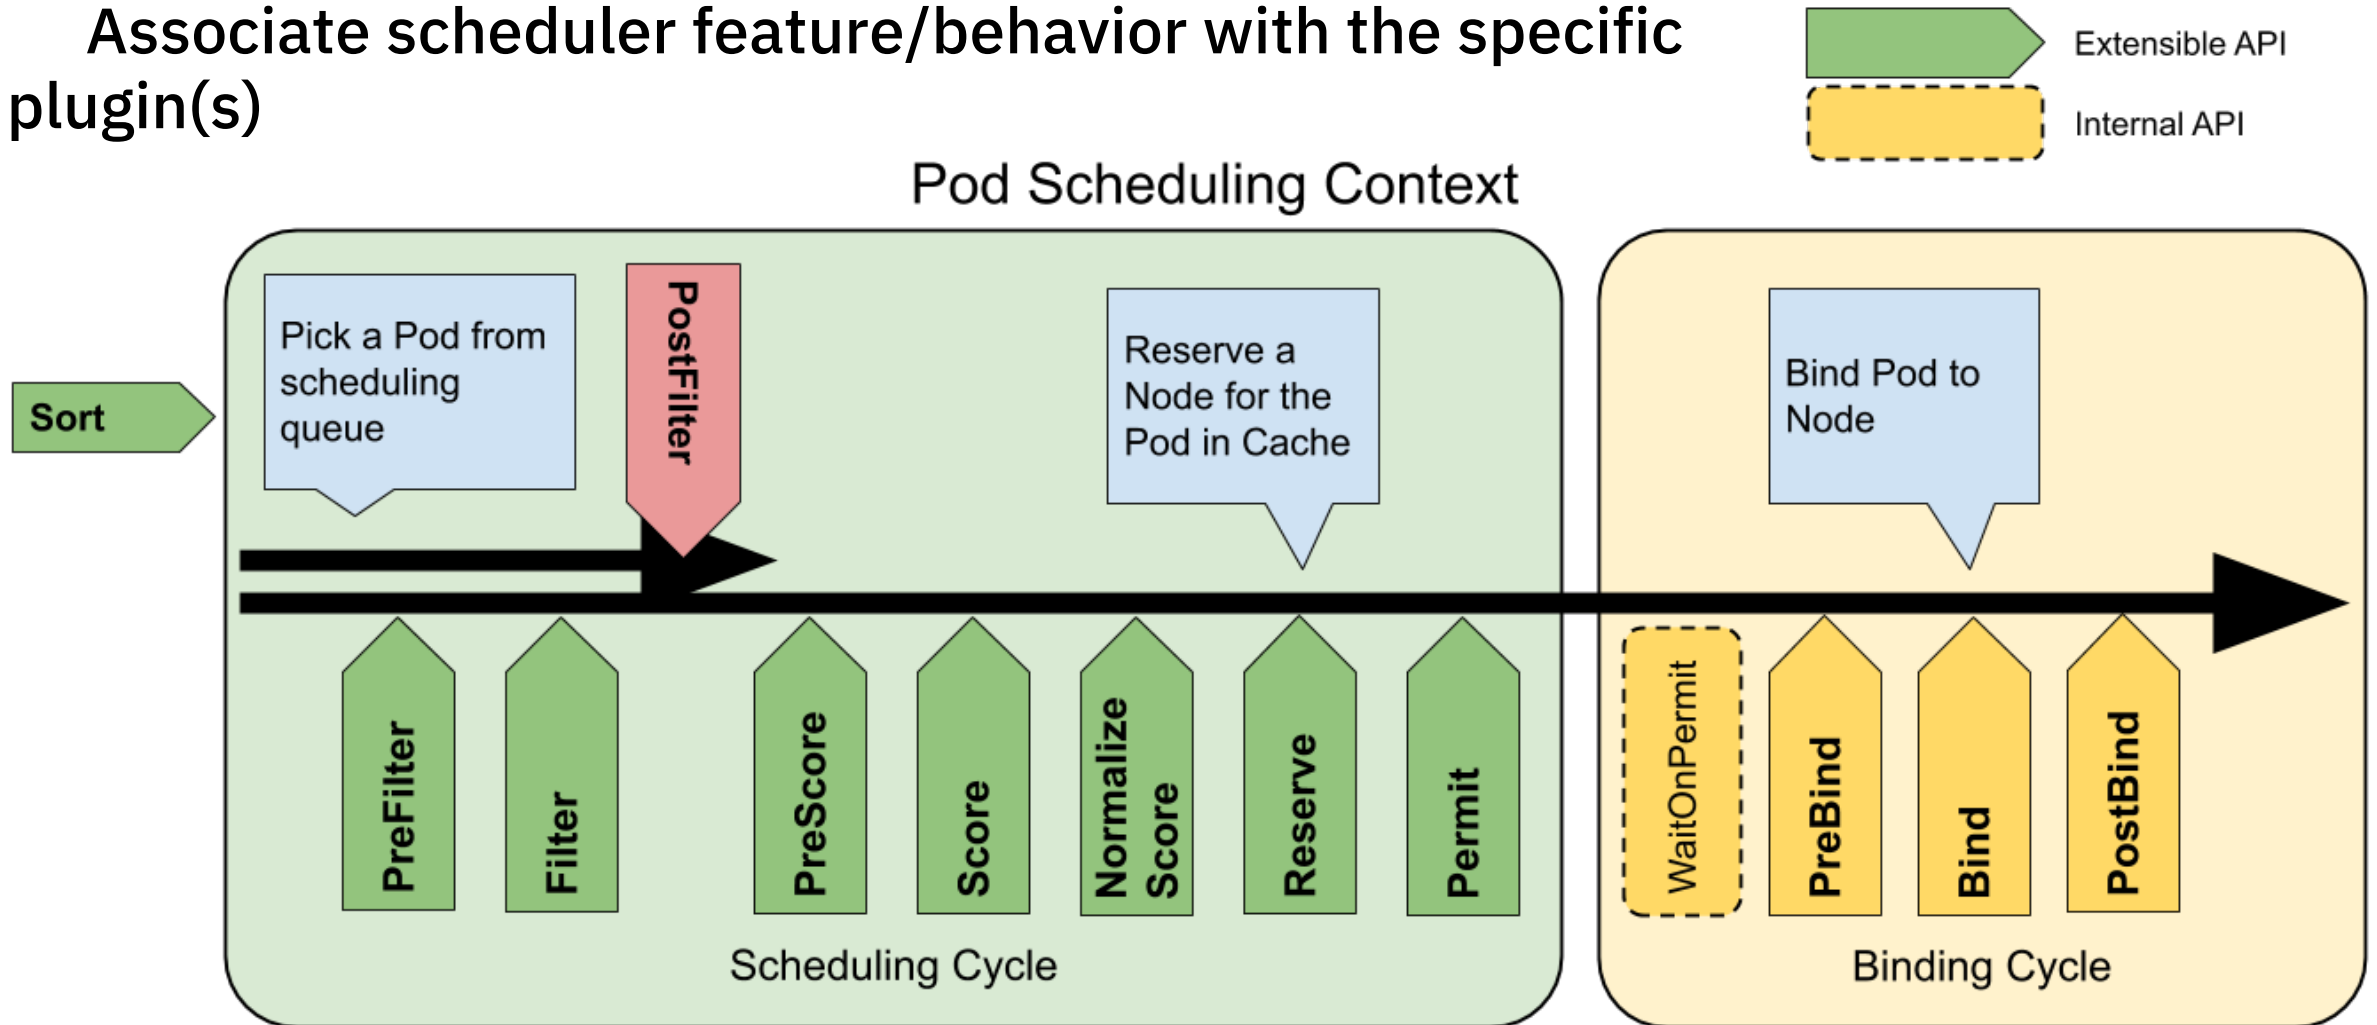 Associate scheduler feature/behavior with the specific
plugin(s)
Extensible API
Internal API
Pod Scheduling Context
Sort
Pick a Pod from
scheduling
queue
PostFilter
Reserve a
Node for the
Pod in Cache
Bind Pod to
Node
PreFilter
Filter
PreScore
Score
Normalize
Score
Reserve
Permit
WaitOnPermit
PreBind
Bind
PostBind
Scheduling Cycle
Binding Cycle